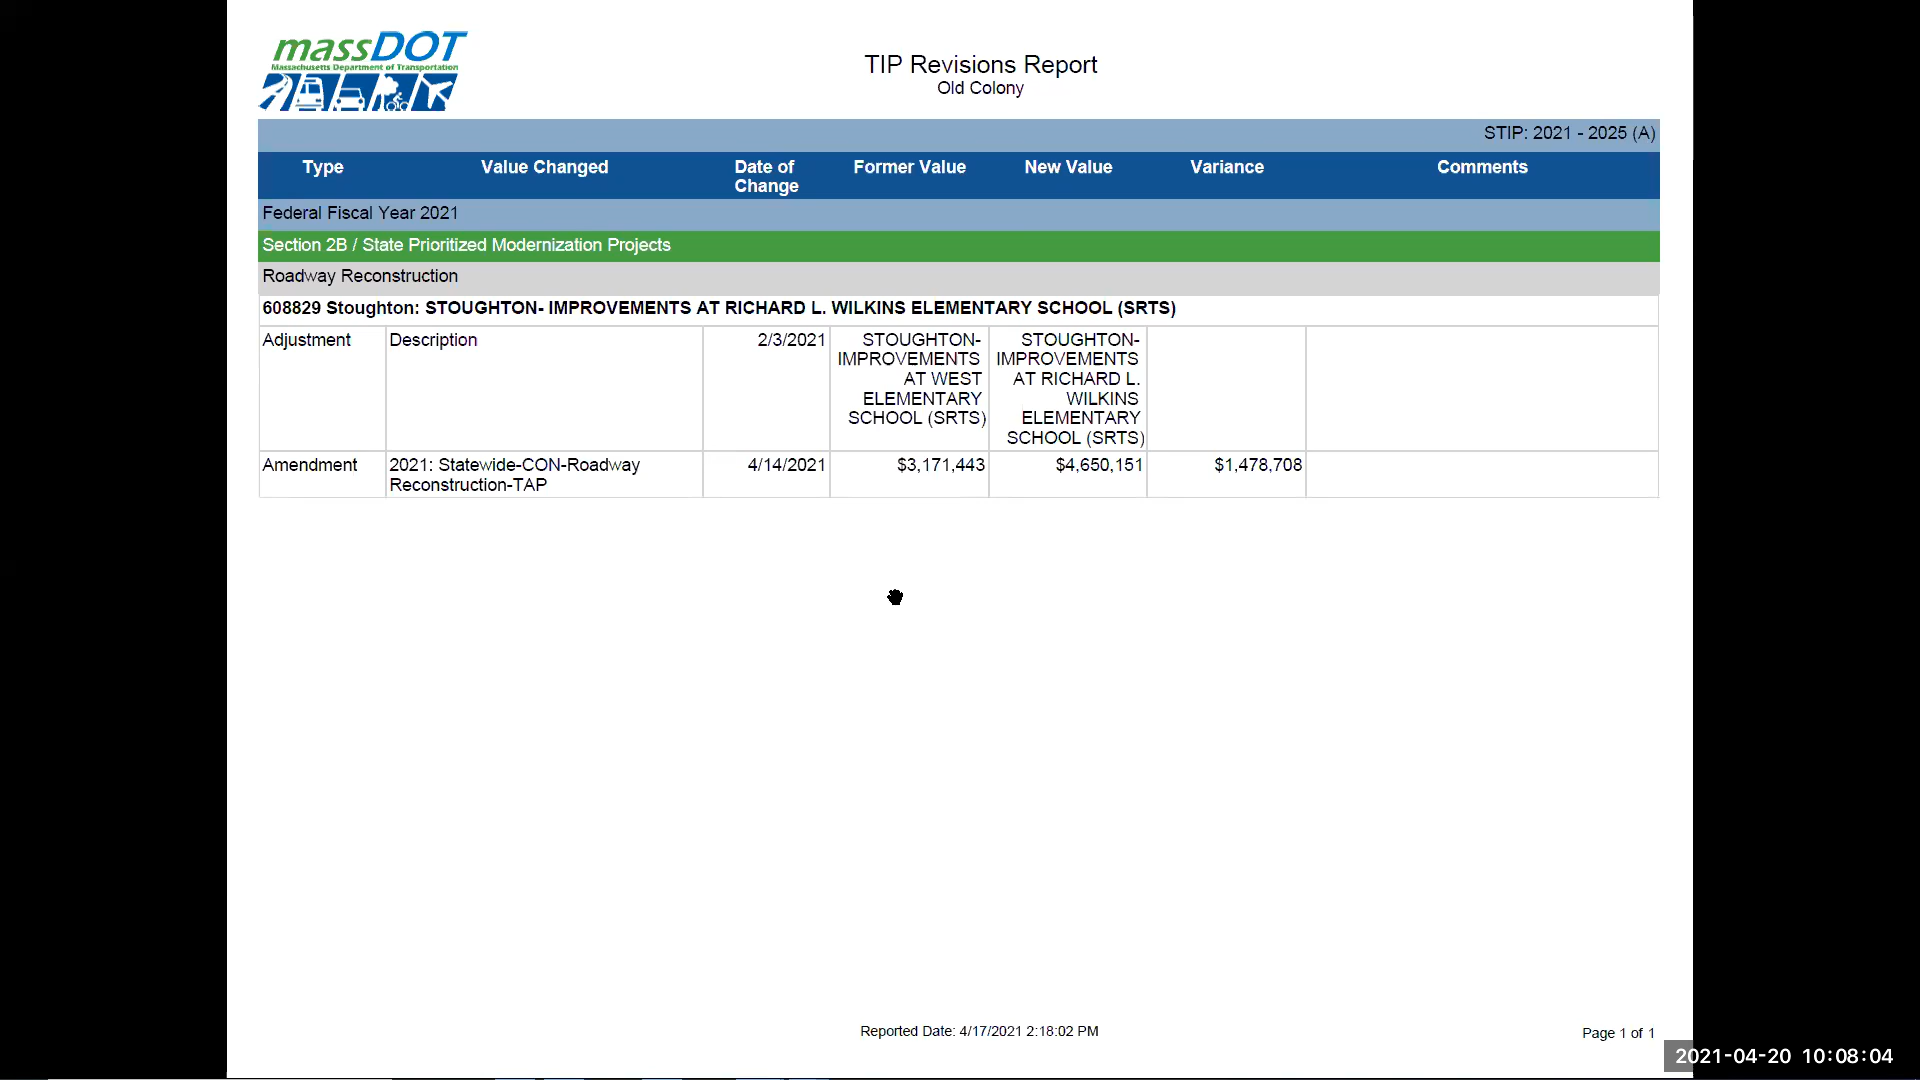 massDOT
Massachusetts Department of Transportation
TIP Revisions Report
Old Colony
STIP: 2021 - 2025 (A)
Type Value Changed Date of Change Former Value New Value Variance Comments
Federal Fiscal Year 2021
Section 2B / State Prioritized Modernization Projects
Roadway Reconstruction
608829 Stoughton: STOUGHTON- IMPROVEMENTS AT RICHARD L. WILKINS ELEMENTARY SCHOOL (SRTS)
Adjustment
Description
2/3/2021
STOUGHTON-
IMPROVEMENTS
AT WEST
ELEMENTARY
SCHOOL (SRTS)
STOUGHTON-
IMPROVEMENTS
AT RICHARD L.
WILKINS
ELEMENTARY
SCHOOL (SRTS)
Amendment
2021: Statewide-CON-Roadway
Reconstruction-TAP
4/14/2021
$3,171,443
$4,650,151
$1,478,708
Reported Date: 4/17/2021 2:18:02 PM
Page 1 of 1
2021-04-20 10:08:04